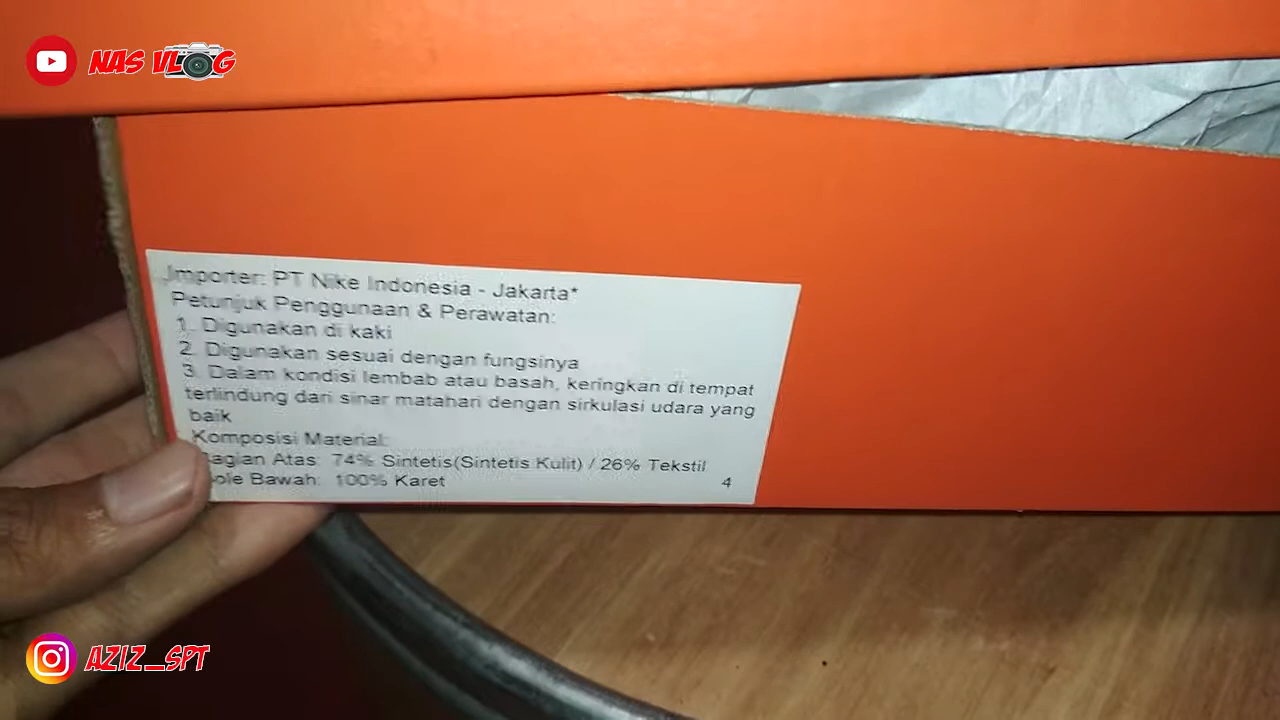 NAS VLOG
Importer: PT Nike Indonesia - Jakarta*
Petunjuk Penggunaan & Perawatan:
1. Digunakan di kaki
2. Digunakan sesuai dengan fungsinya
3. Dalam kondisi lembab atau basah, keringkan di tempat
terlindung dari sinar matahari dengan sirkulasi udara yang
baik
Komposisi Material:
agian Atas: 74% Sintetis(Sintetis Kulit) / 26% Tekstil
ole Bawah: 100% Karet 4
AZIZ_SPT